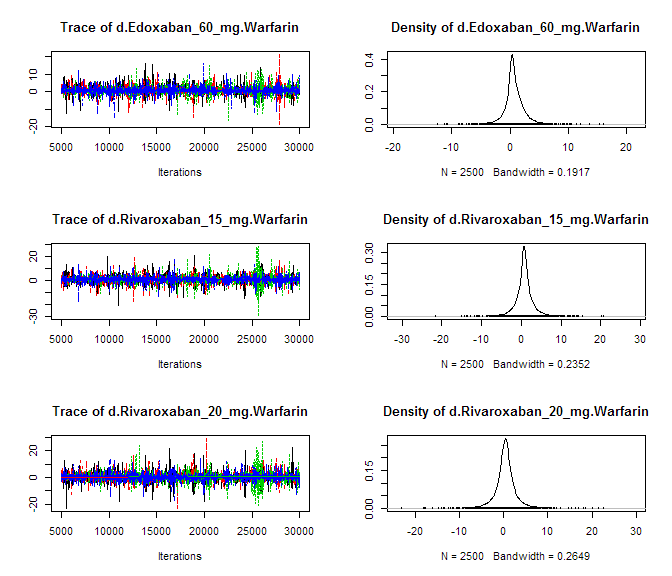 Trace of d.Edoxaban_60_mg.Warfarin
-20 0 10
5000 10000 15000 20000 25000 30000
Iterations
Density of d.Edoxaban_60_mg.Warfarin
0.0 0.2 0.4
-20 -10 0 10 20
N = 2500 Bandwidth = 0.1917
Trace of d.Rivaroxaban_15_mg.Warfarin
-30 0 20
5000 10000 15000 20000 25000 30000
Iterations
Density of d.Rivaroxaban_15_mg.Warfarin
0.00 0.15 0.30
-30 -20 -10 0 10 20 30
N = 2500 Bandwidth = 0.2352
Trace of d.Rivaroxaban_20_mg.Warfarin
-20 0 20
5000 10000 15000 20000 25000 30000
Iterations
Density of d.Rivaroxaban_20_mg.Warfarin
0.00 0.15
-20 -10 0 10 20 30
N = 2500 Bandwidth = 0.2649